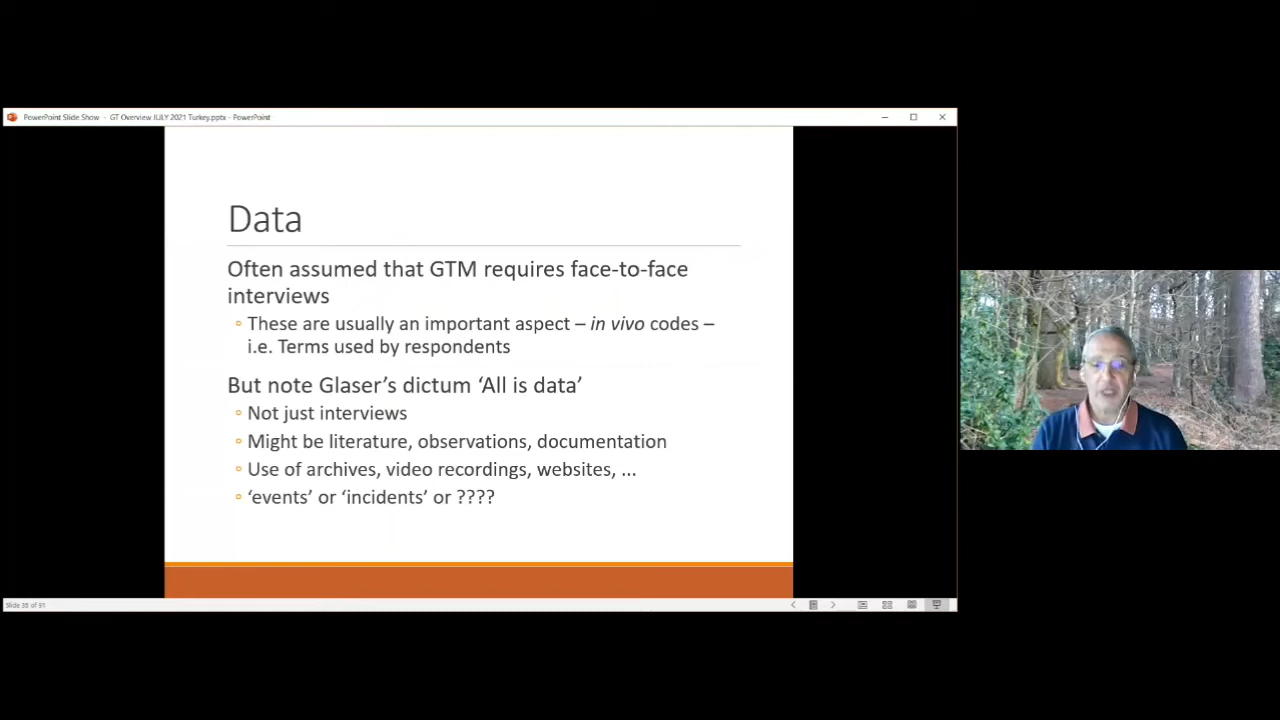 PowerPoint Slide Show - GT Overview JULY 2021 Turkey.pptx - PowerPoint
Data
Often assumed that GTM requires face-to-face
interviews
◦ These are usually an important aspect – in vivo codes –
i.e. Terms used by respondents
But note Glaser’s dictum ‘All is data’
◦ Not just interviews
◦ Might be literature, observations, documentation
◦ Use of archives, video recordings, websites, ...
◦ ‘events’ or ‘incidents’ or ????